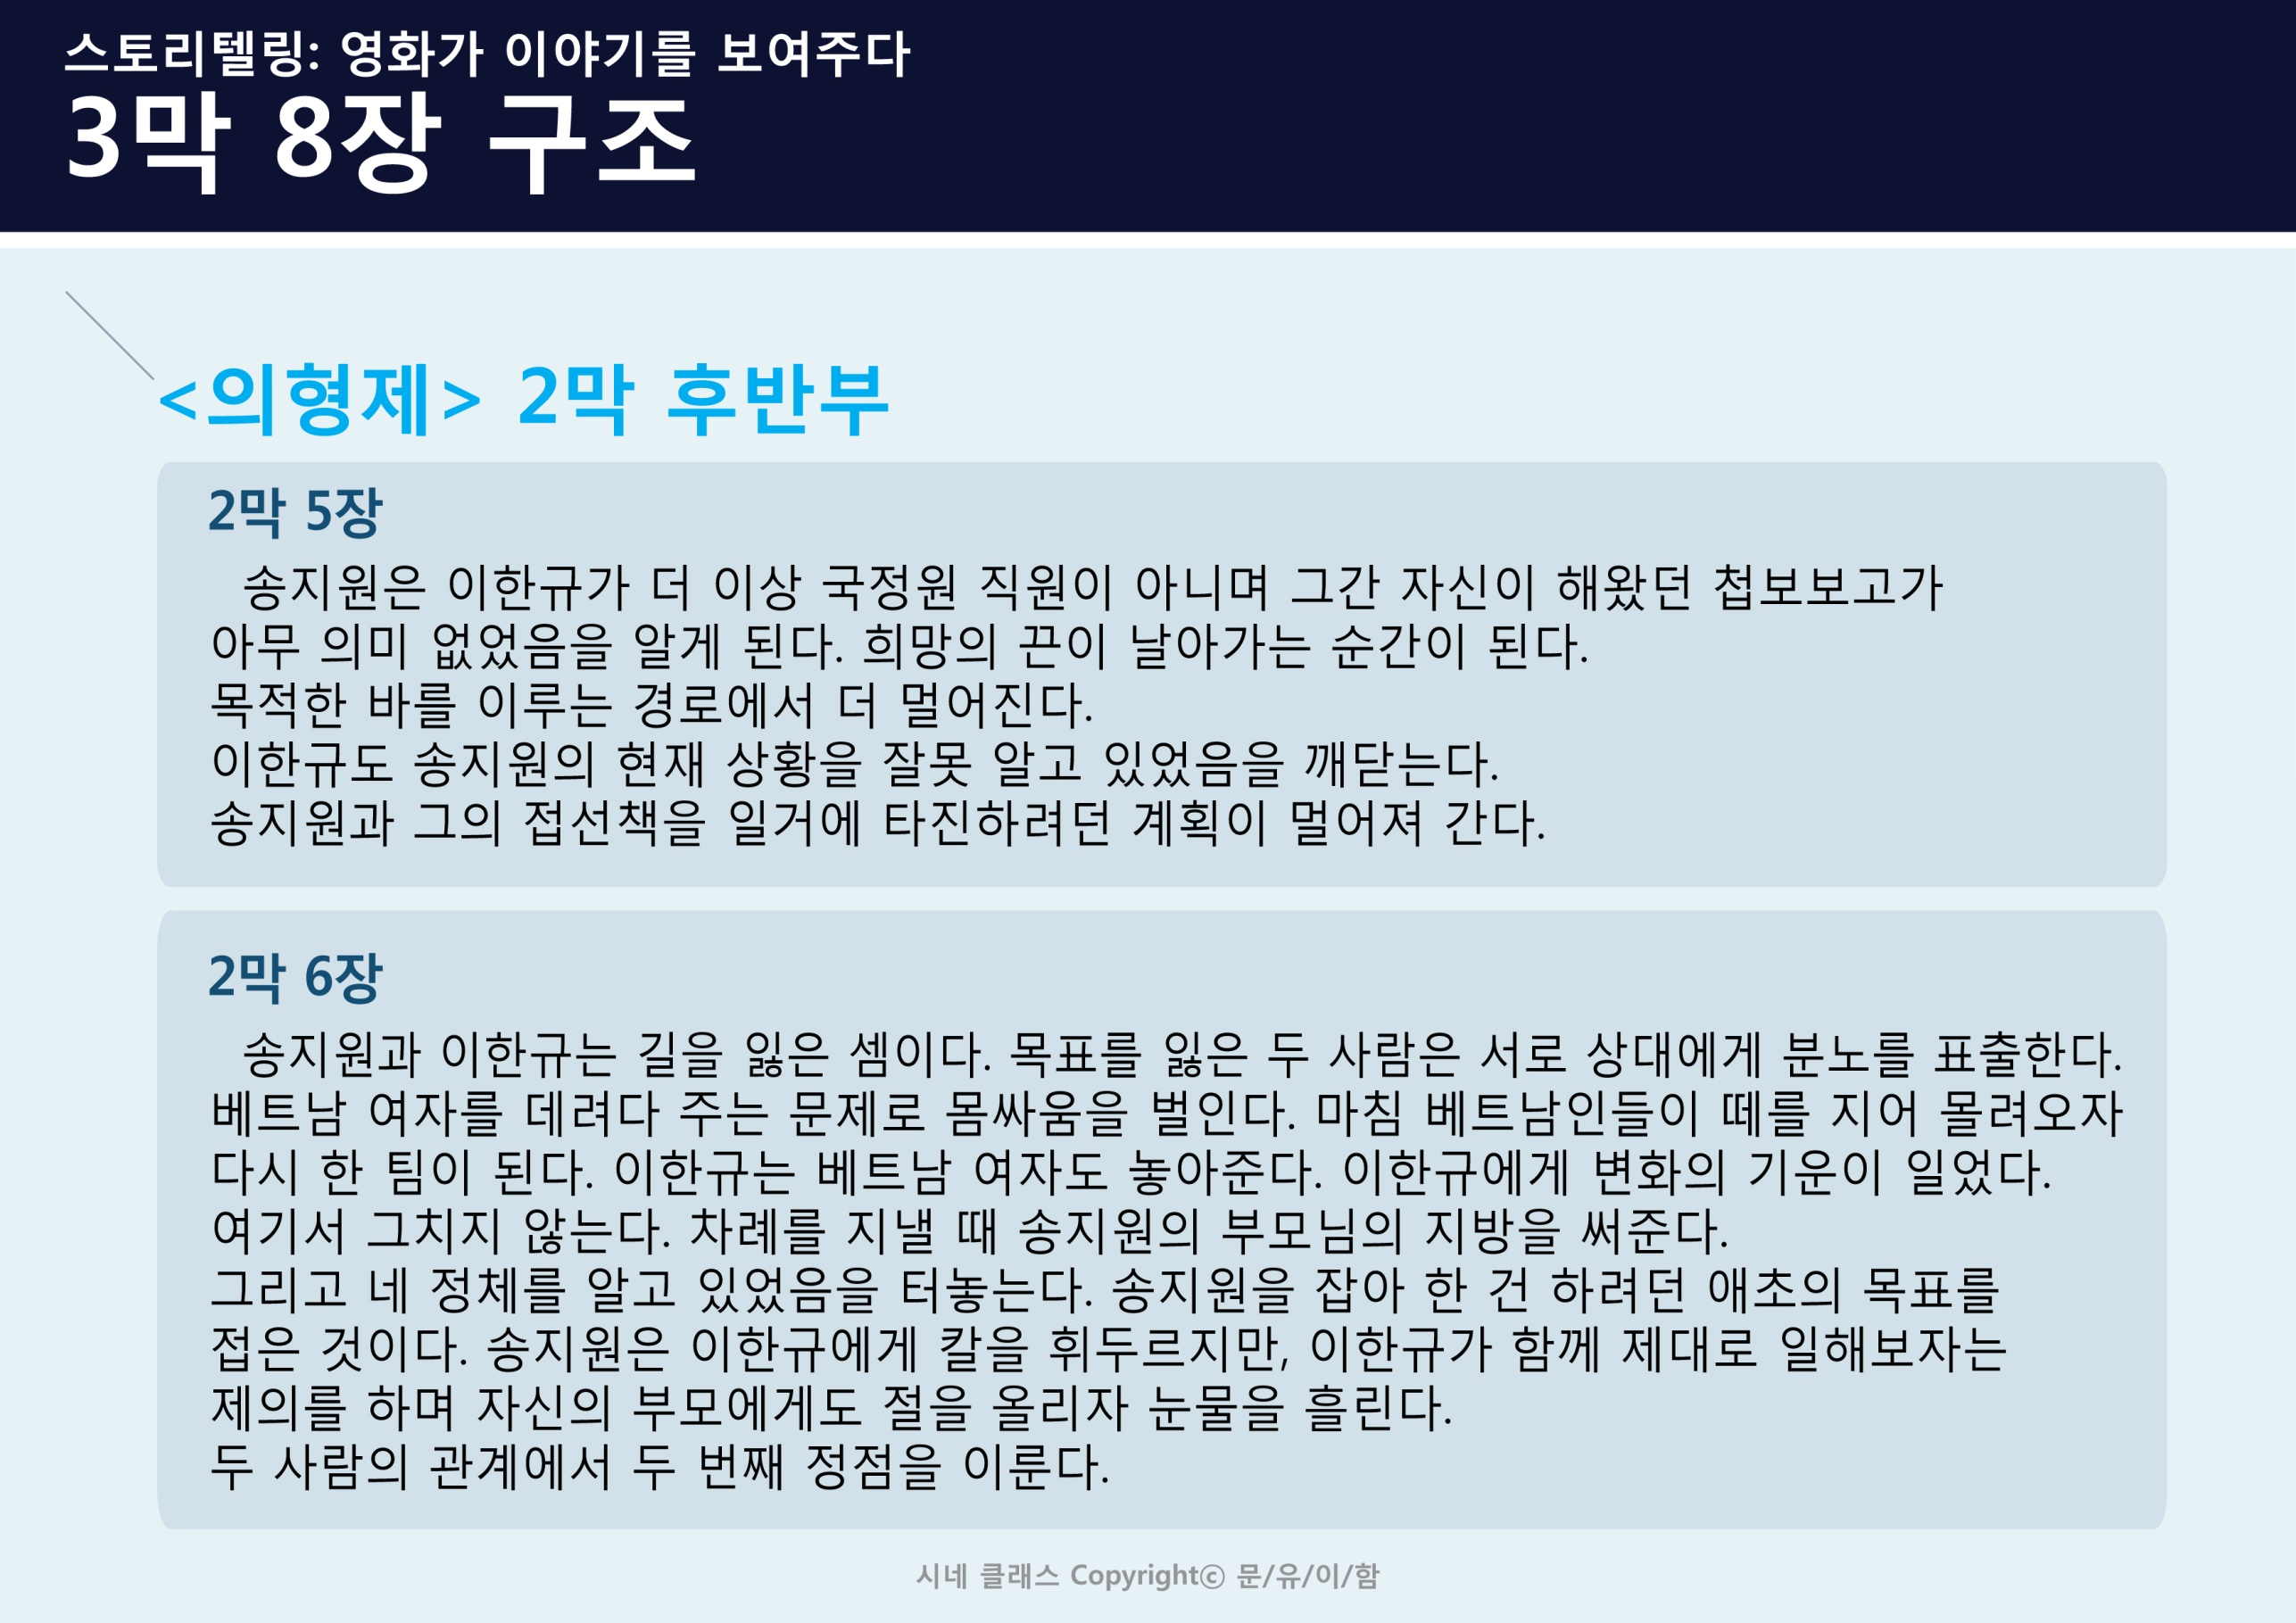 스토리텔링: 영화가 이야기를 보여주다
3막 8장 구조
<의형제> 2막 후반부
2막 5장
송지원은 이한규가 더 이상 국정원 직원이 아니며 그간 자신이 해왔던 첩보보고가
아무 의미 없었음을 알게 된다. 희망의 끈이 날아가는 순간이 된다.
목적한 바를 이루는 경로에서 더 멀어진다.
이한규도 송지원의 현재 상황을 잘못 알고 있었음을 깨닫는다.
송지원과 그의 접선책을 일거에 타진하려던 계획이 멀어져 간다.
2막 6장
송지원과 이한규는 길을 잃은 셈이다. 목표를 잃은 두 사람은 서로 상대에게 분노를 표출한다.
베트남 여자를 데려다 주는 문제로 몸싸움을 벌인다. 마침 베트남인들이 떼를 지어 몰려오자
다시 한 팀이 된다. 이한규는 베트남 여자도 놓아준다. 이한규에게 변화의 기운이 일었다.
여기서 그치지 않는다. 차례를 지낼 때 송지원의 부모님의 지방을 써준다.
그리고 네 정체를 알고 있었음을 터놓는다. 송지원을 잡아 한 건 하려던 애초의 목표를
접은 것이다. 송지원은 이한규에게 칼을 휘두르지만, 이한규가 함께 제대로 일해보자는
제의를 하며 자신의 부모에게도 절을 올리자 눈물을 흘린다.
두 사람의 관계에서 두 번째 정점을 이룬다.
시네 클래스 Copyright© 문/유/이/함